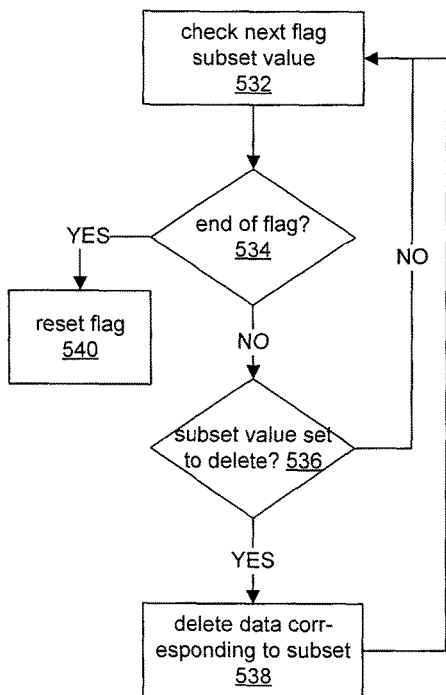 check next flag
subset value
532
end of flag?
534
YES
NO
reset flag
540
NO
subset value set
to delete? 536
YES
delete data corr-
esponding to subset
538